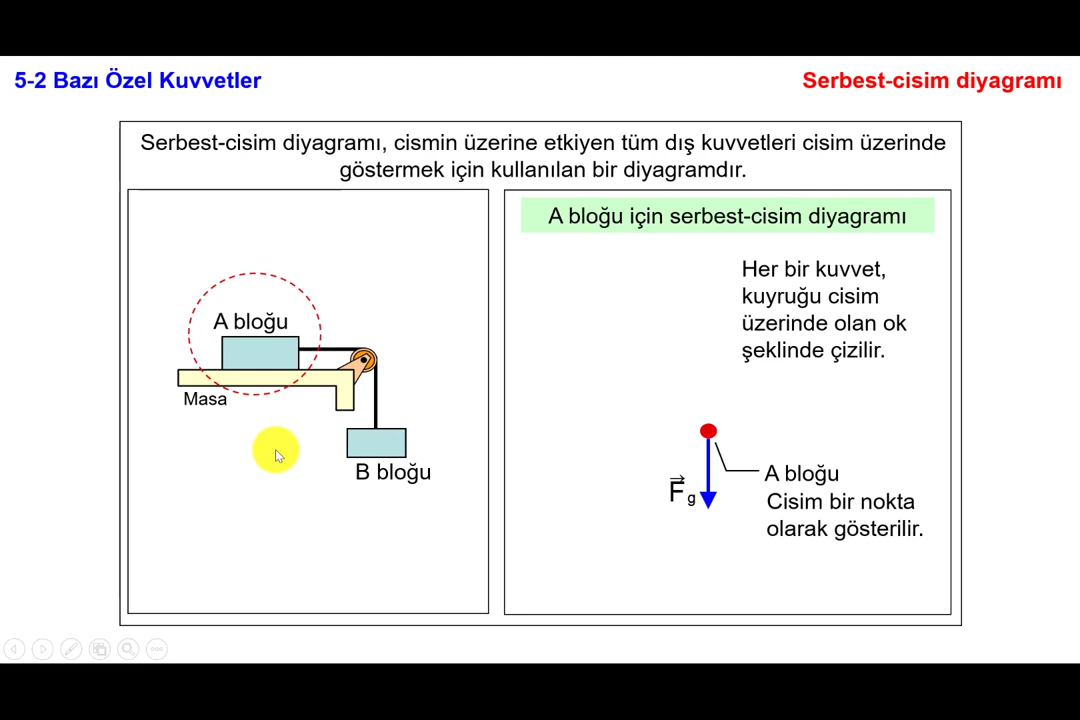 5-2 Bazı Özel Kuvvetler
Serbest-cisim diyagramı
Serbest-cisim diyagramı, cismin üzerine etkiyen tüm dış kuvvetleri cisim üzerinde
göstermek için kullanılan bir diyagramdır.
A bloğu
Masa
B bloğu
A bloğu için serbest-cisim diyagramı
Her bir kuvvet,
kuyruğu cisim
üzerinde olan ok
şeklinde çizilir.
F⃗g
A bloğu
Cisim bir nokta
olarak gösterilir.